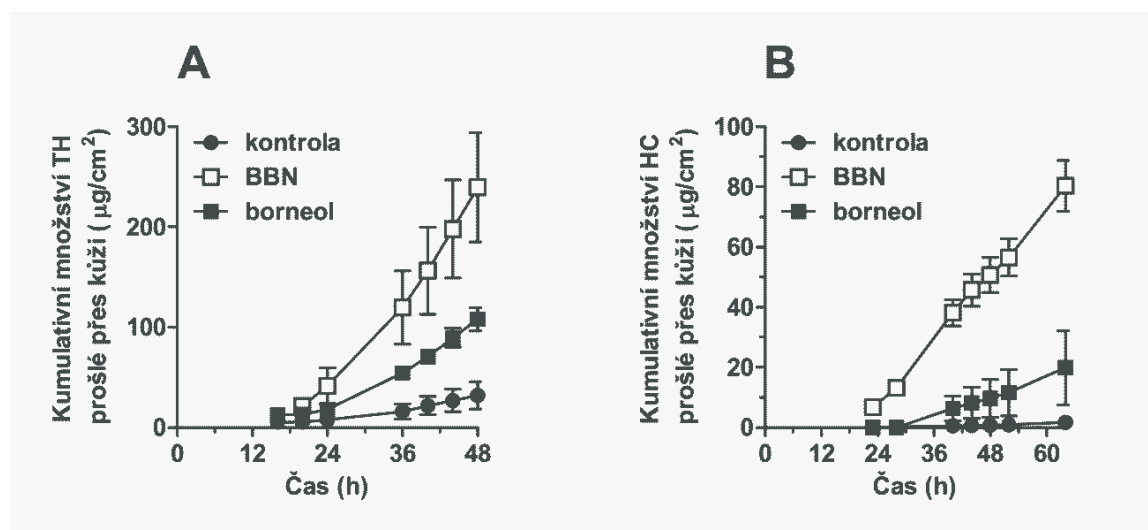 A
Kumulativní množství TH
prošlé přes kůži ( µg/cm²)
300
200
100
0
kontrola
BBN
borneol
0 12 24 36 48
Čas (h)
B
Kumulativní množství HC
prošlé přes kůži ( µg/cm²)
100
80
60
40
20
0
kontrola
BBN
borneol
0 12 24 36 48 60
Čas (h)